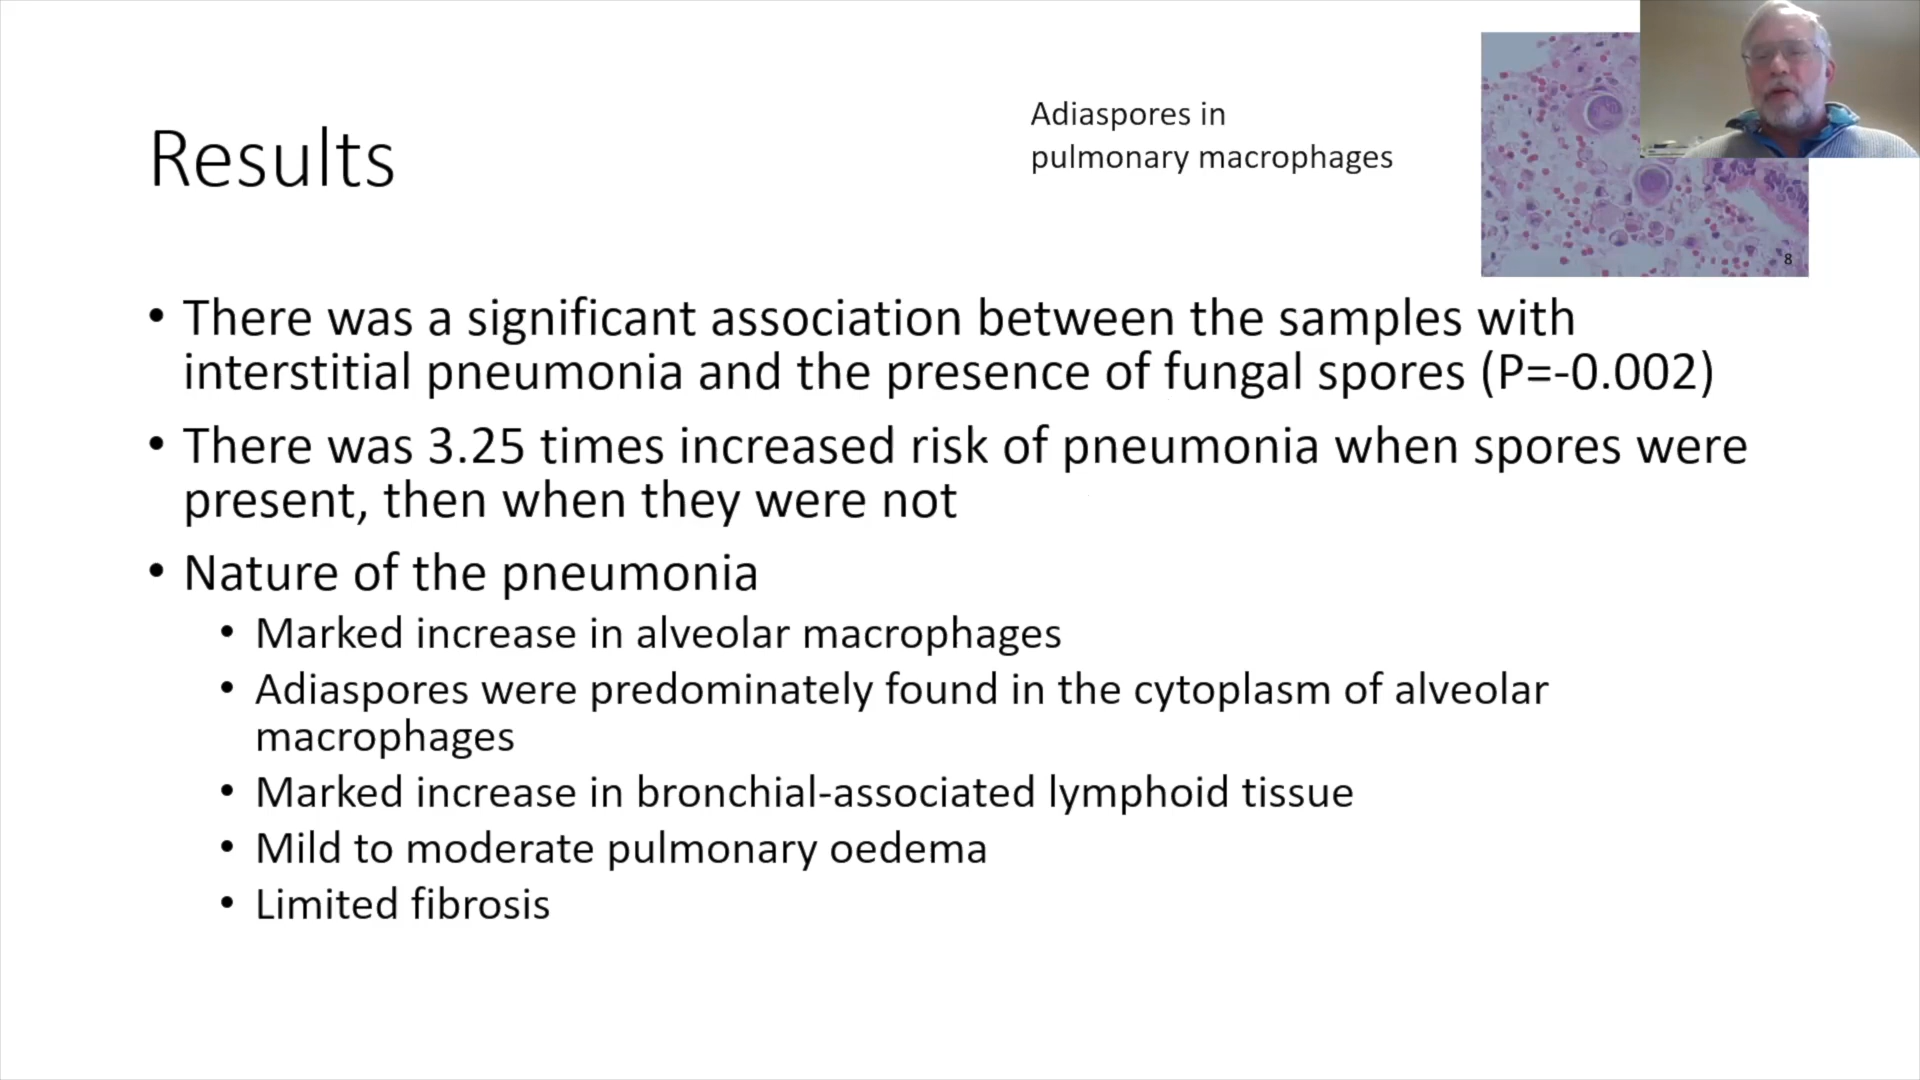 Results
Adiaspores in
pulmonary macrophages
8
• There was a significant association between the samples with
interstitial pneumonia and the presence of fungal spores (P=-0.002)
• There was 3.25 times increased risk of pneumonia when spores were
present, then when they were not
• Nature of the pneumonia
• Marked increase in alveolar macrophages
• Adiaspores were predominately found in the cytoplasm of alveolar
macrophages
• Marked increase in bronchial-associated lymphoid tissue
• Mild to moderate pulmonary oedema
• Limited fibrosis